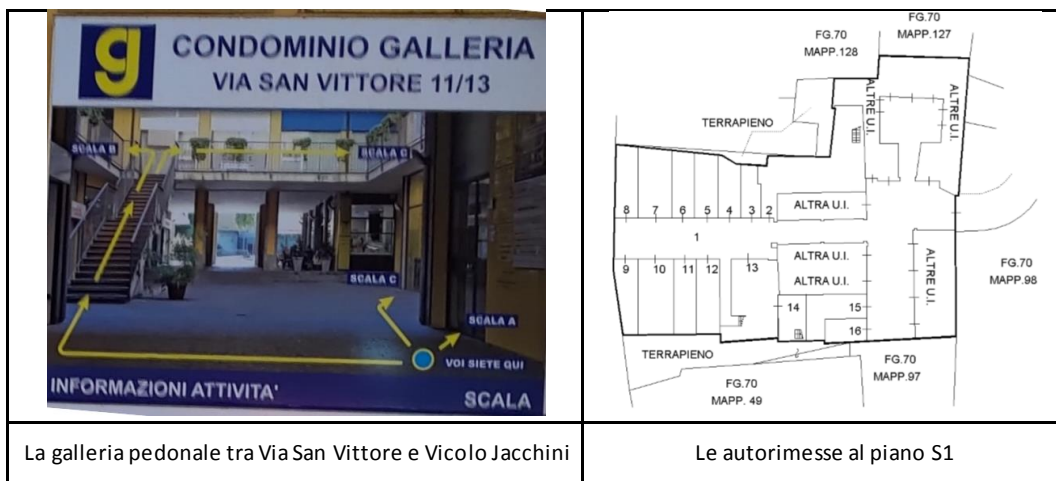 g
CONDOMINIO GALLERIA
VIA SAN VITTORE 11/13
SCALA B
SCALA C
SCALA C
SCALA A
VOI SIETE QUI
INFORMAZIONI ATTIVITA'
SCALA
FG.70
MAPP.127
FG.70
MAPP.128
ALTRE U.I.
ALTRE U.I.
TERRAPIENO
ALTRA U.I.
8 7 6 5 4 3 2
1
ALTRA U.I.
9 10 11 12 13
ALTRA U.I.
ALTRE U.I.
FG.70
MAPP.98
14 15
16
TERRAPIENO
FG.70
MAPP.97
FG.70
MAPP. 49
La galleria pedonale tra Via San Vittore e Vicolo Jacchini
Le autorimesse al piano S1